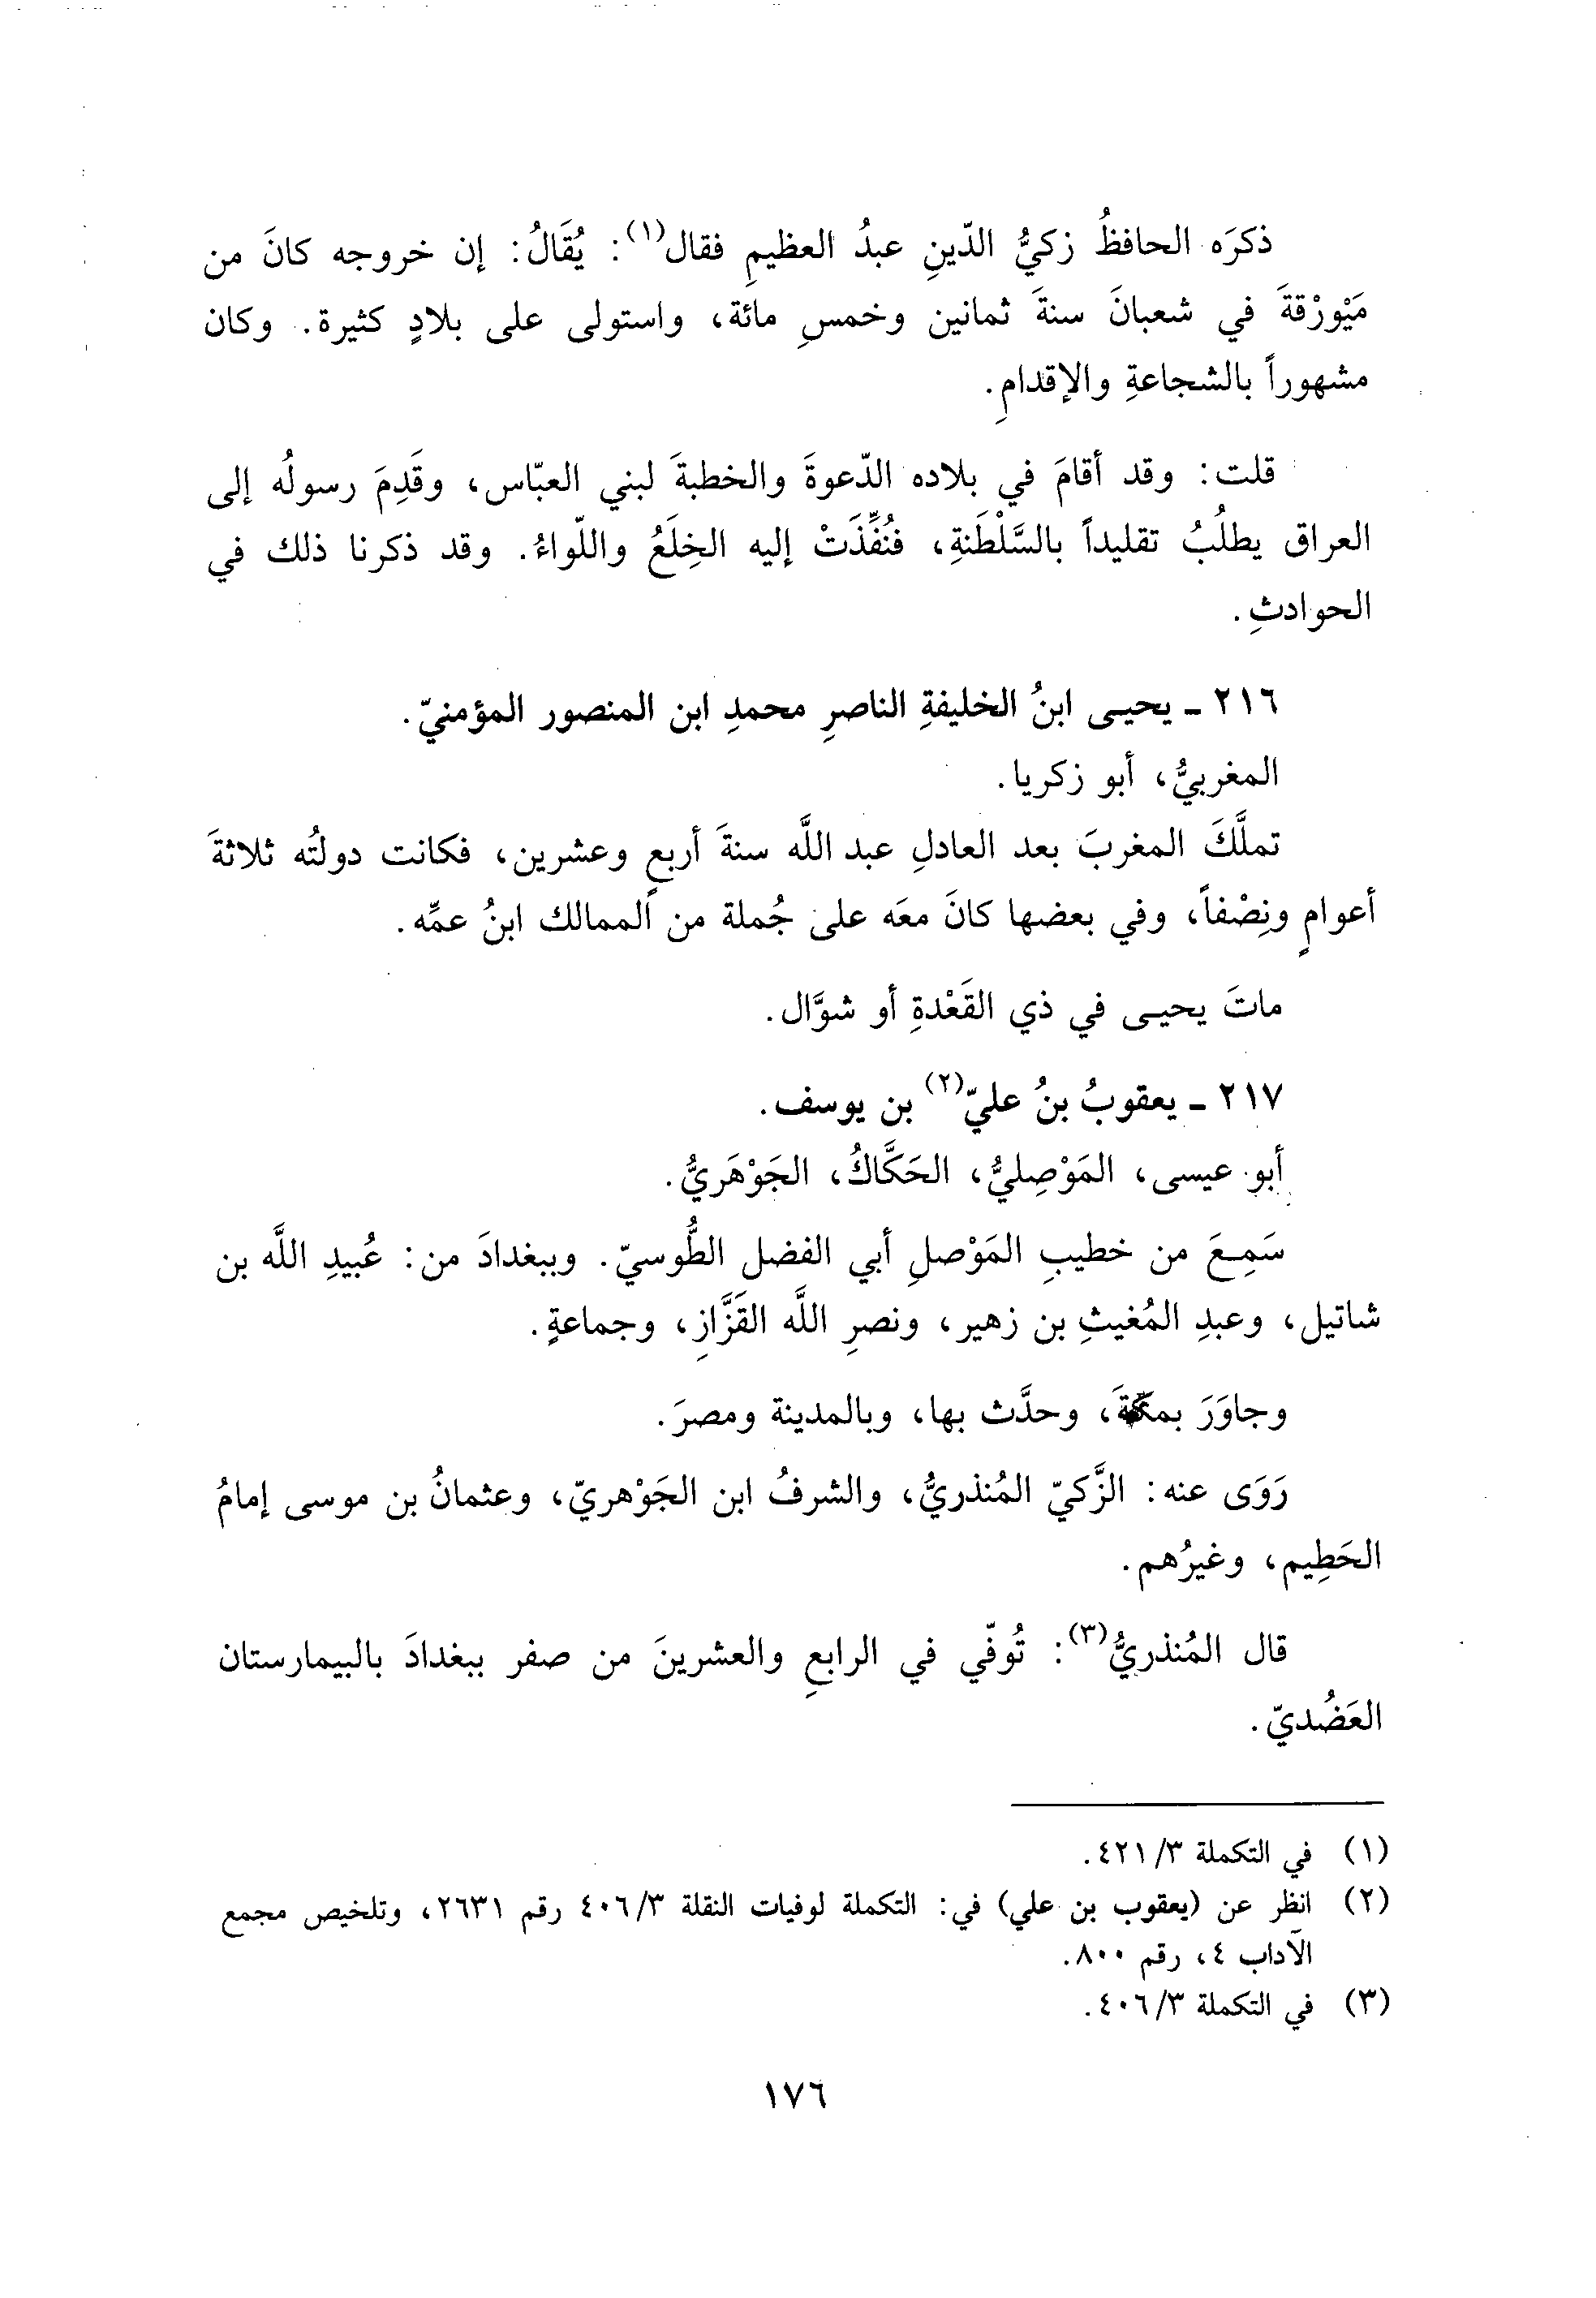 ذكرَه الحافظُ زكيُّ الدّينِ عبدُ العظيمِ فقال(١): يُقَالُ: إن خروجه كانَ من
مَيْوزْقةَ في شعبانَ سنةَ ثمانين وخمسِ مائة، واستولى على بلادٍ كثيرة. وكان
مشهوراً بالشجاعةِ والإقدامِ.
قلت: وقد أقامَ في بلاده الدّعوةَ والخطبةَ لبني العبّاس، وقَدِمَ رسولُه إلى
العراق يطلُبُ تقليداً بالسَّلْطَنةِ، فنُفِّذَتْ إليه الخِلَعُ واللّواءُ. وقد ذكرنا ذلك في
الحوادثِ.
٢١٦ ـ يحيـى ابنُ الخليفةِ الناصرِ محمدِ ابن المنصور المؤمنيّ.
المغربيُّ، أبو زكريا.
تملَّكَ المغربَ بعد العادلِ عبد اللَّه سنةَ أربعٍ وعشرين، فكانت دولتُه ثلاثةَ
أعوامٍ ونِصْفاً، وفي بعضها كانَ معَه على جُملة من الممالك ابنُ عمِّه.
ماتَ يحيـى في ذي القَعْدةِ أو شوَّال.
٢١٧ ـ يعقوبُ بنُ عليّ(٢) بن يوسف.
أبو عيسى، المَوْصِليُّ، الحَكَّاكُ، الجَوْهَريُّ.
سَمِعَ من خطيبِ المَوْصلِ أبي الفضل الطُّوسيّ. وببغدادَ من: عُبيدِ اللَّه بن
شاتيل، وعبدِ المُغيثِ بن زهير، ونصرِ اللَّه القَزَّازِ، وجماعةٍ.
وجاوَرَ بمكّةَ، وحدَّث بها، وبالمدينة ومصرَ.
رَوَى عنه: الزَّكيّ المُنذريُّ، والشرفُ ابن الجَوْهريّ، وعثمانُ بن موسى إمامُ
الحَطِيم، وغيرُهم.
قال المُنذريُّ(٣): تُوفّي في الرابعِ والعشرينَ من صفر ببغدادَ بالبيمارستان
العَضُديّ.
(١) في التكملة ٣/ ٤٢١.
(٢) انظر عن (يعقوب بن علي) في: التكملة لوفيات النقلة ٣/ ٤٠٦ رقم ٢٦٣١، وتلخيص مجمع
الآداب ٤، رقم ٨٠٠.
(٣) في التكملة ٣/ ٤٠٦.
١٧٦